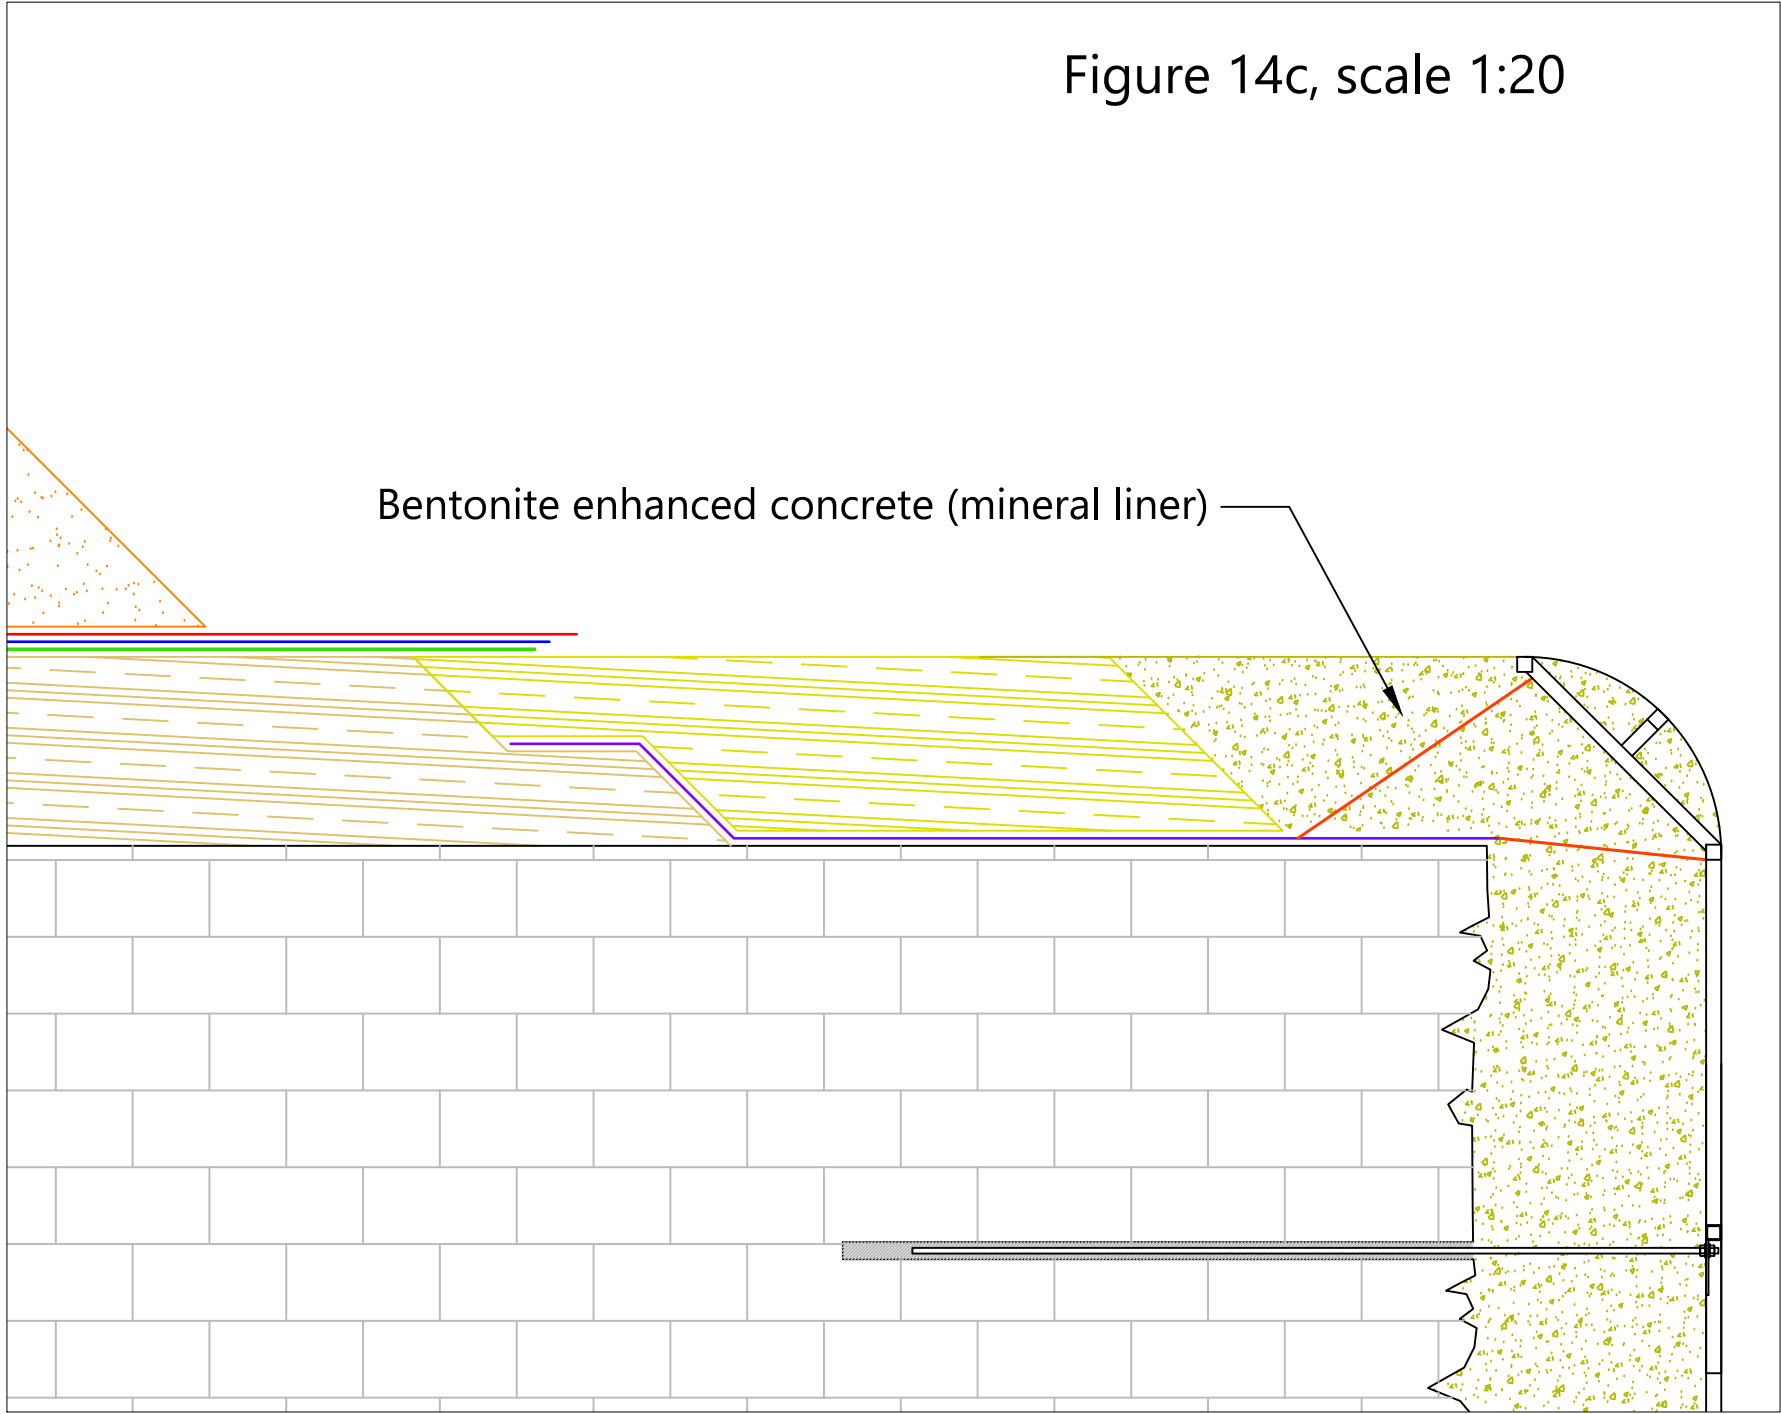 Figure 14c, scale 1:20
Bentonite enhanced concrete (mineral liner)